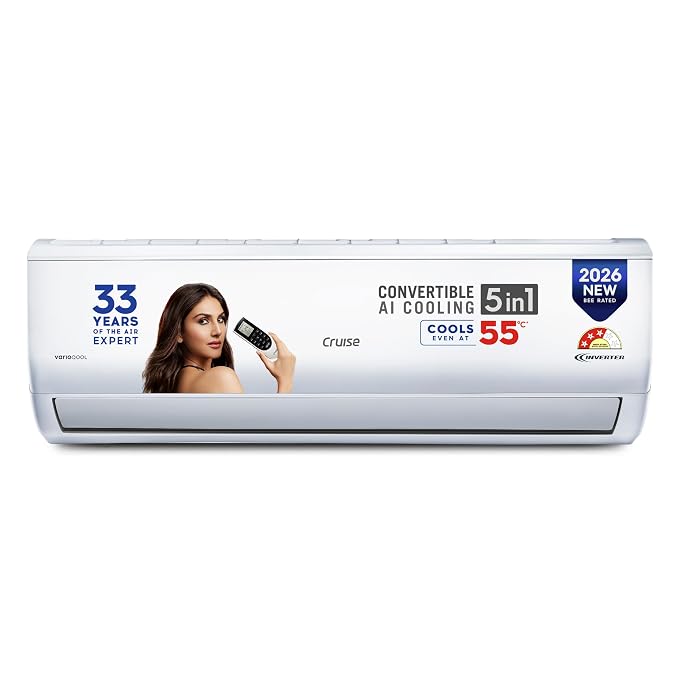 33
YEARS
OF THE AIR
EXPERT
VARIOQOOL
Cruise
CONVERTIBLE
AI COOLING
5in1
COOLS
EVEN AT
55°C*
2026
NEW
BEE RATED
INVERTER